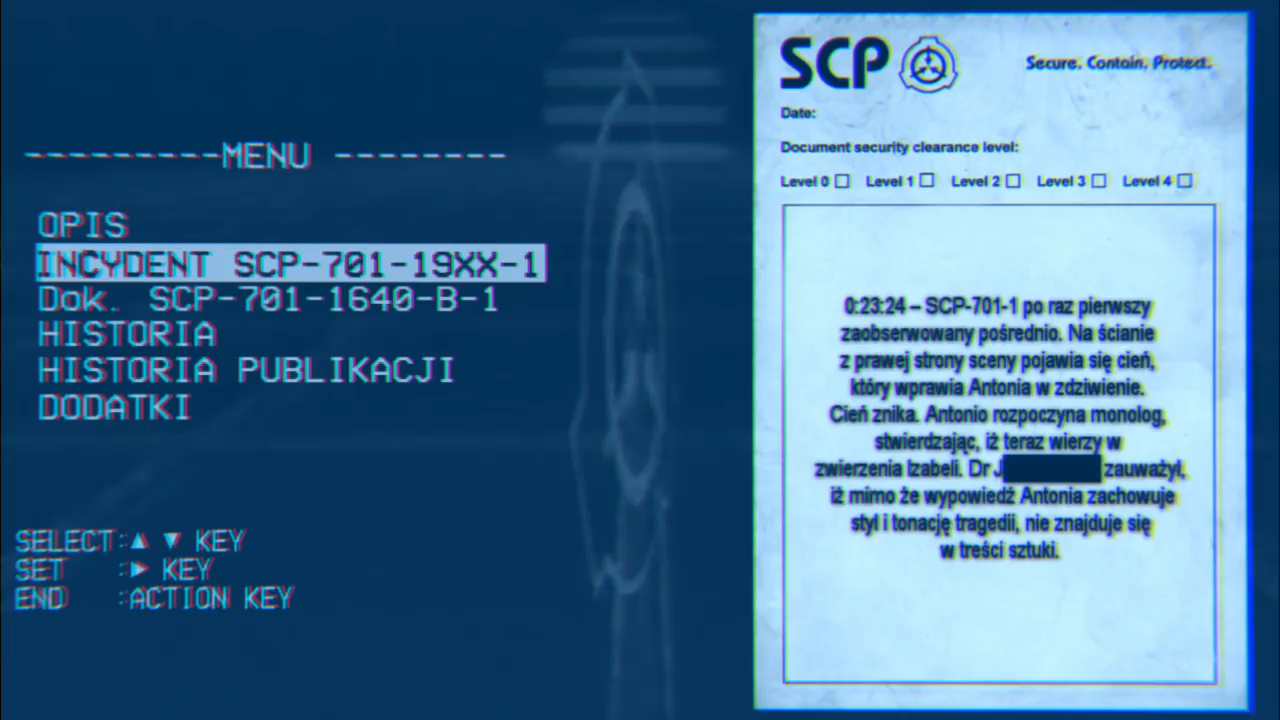 ---------MENU --------
OPIS
INCYDENT SCP-701-19XX-1
Dok. SCP-701-1640-B-1
HISTORIA
HISTORIA PUBLIKACJI
DODATKI
SELECT:▲ ▼ KEY
SET :► KEY
END :ACTION KEY
SCP
Secure. Contain. Protect.
Date:
Document security clearance level:
Level 0 ☐ Level 1 ☐ Level 2 ☐ Level 3 ☐ Level 4 ☐
0:23:24 – SCP-701-1 po raz pierwszy
zaobserwowany pośrednio. Na ścianie
z prawej strony sceny pojawia się cień,
który wprawia Antonia w zdziwienie.
Cień znika. Antonio rozpoczyna monolog,
stwierdzając, iż teraz wierzy w
zwierzenia Izabeli. Dr J zauważył,
iż mimo że wypowiedź Antonia zachowuje
styl i tonację tragedii, nie znajduje się
w treści sztuki.